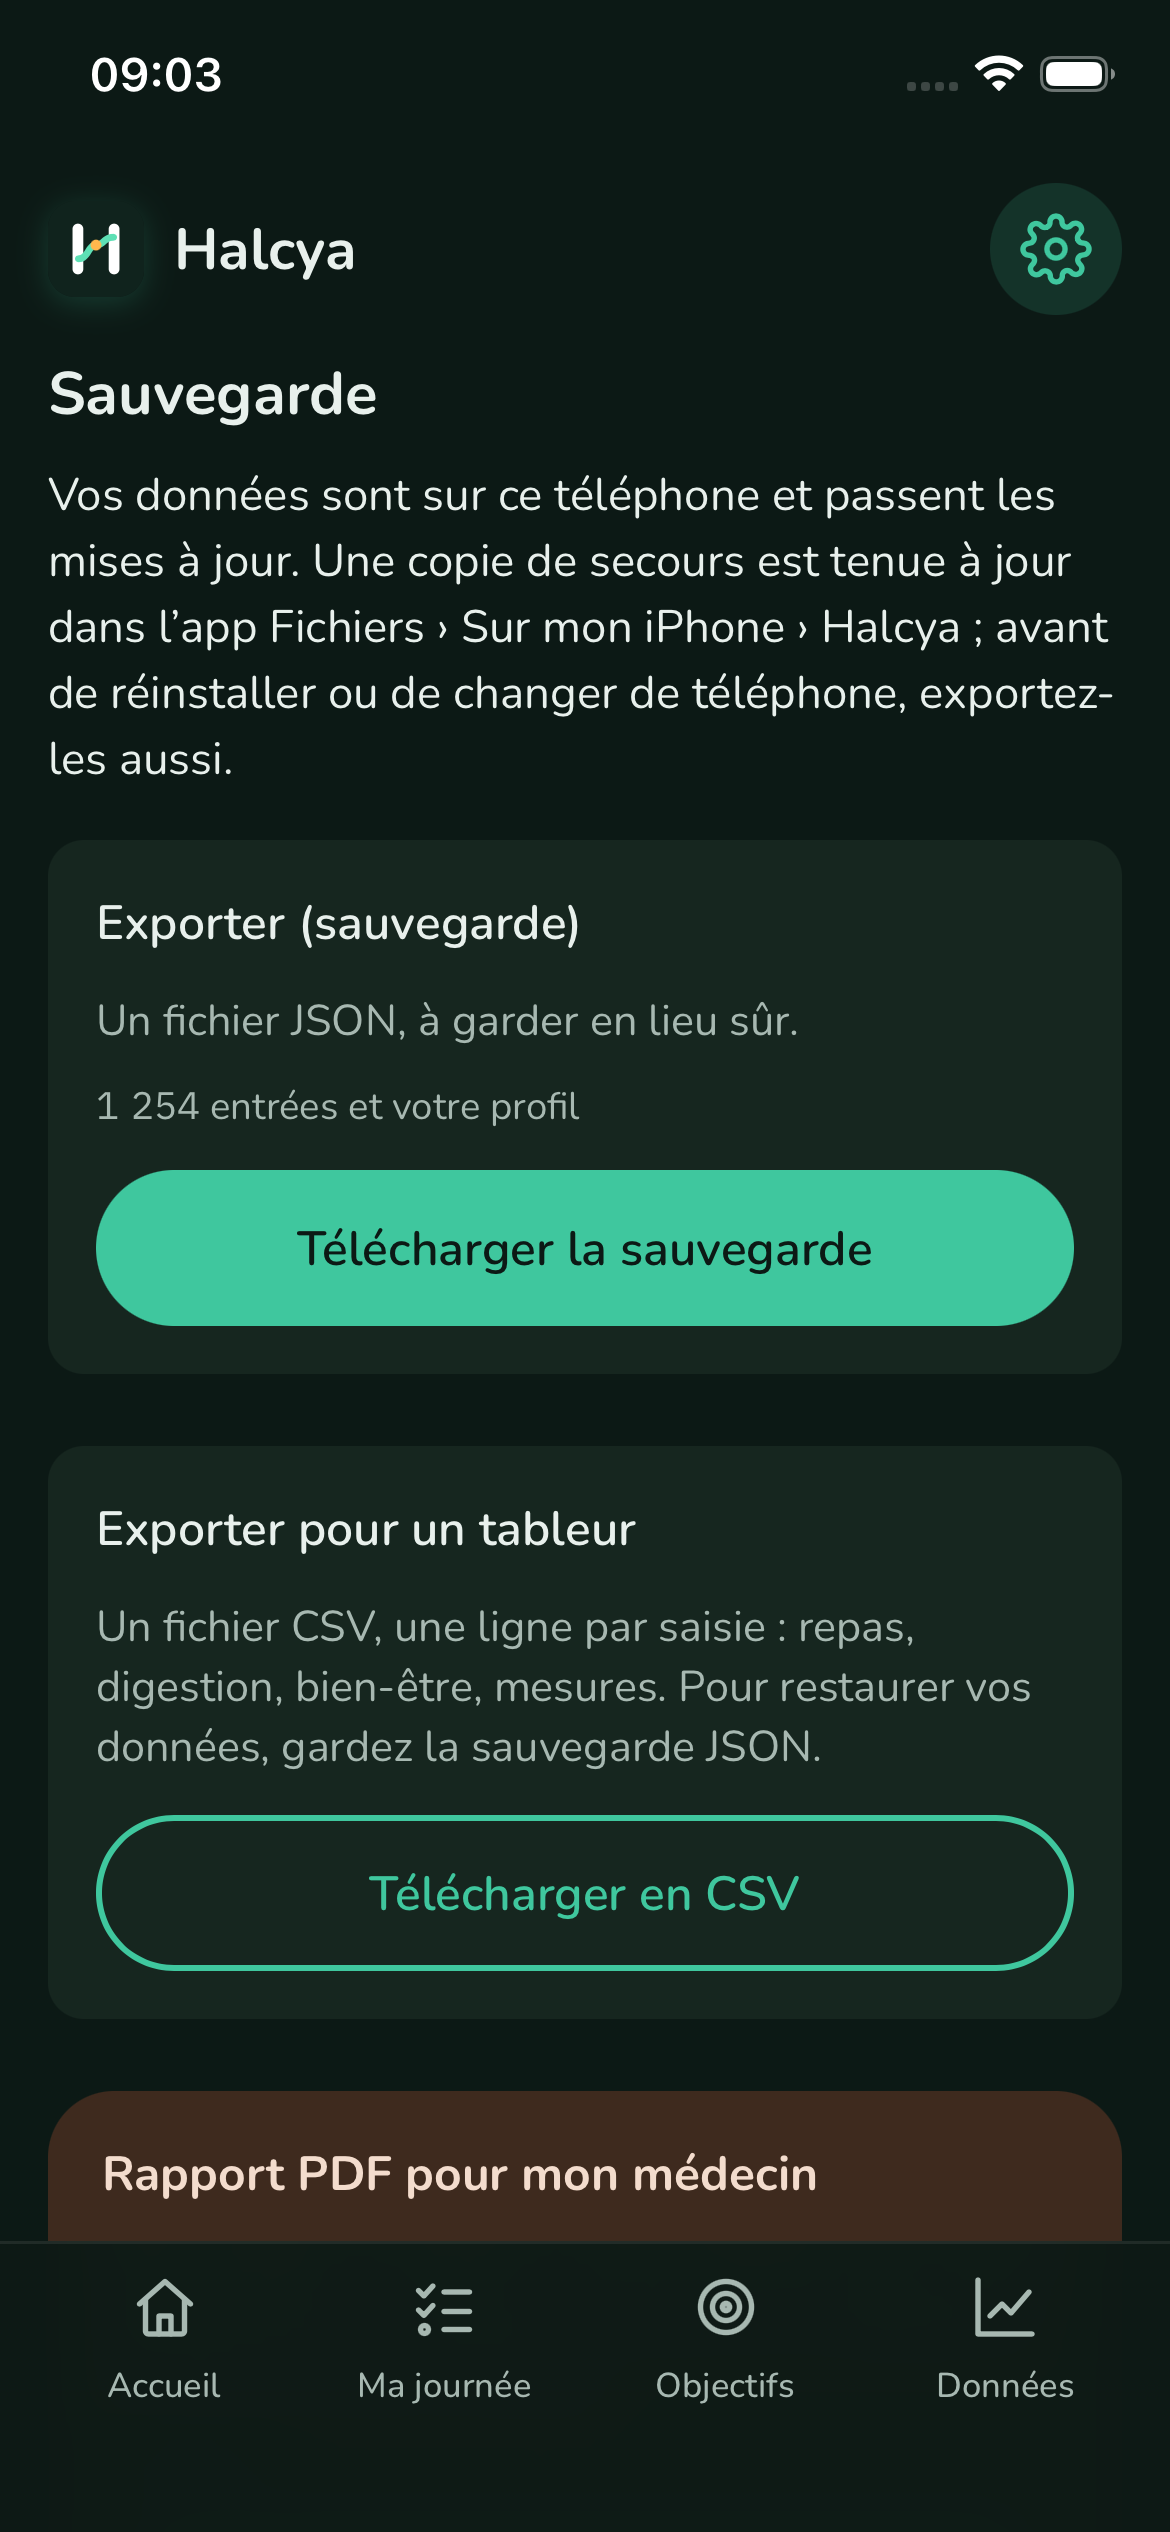 09:03
Halcya
Sauvegarde
Vos données sont sur ce téléphone et passent les
mises à jour. Une copie de secours est tenue à jour
dans l’app Fichiers › Sur mon iPhone › Halcya ; avant
de réinstaller ou de changer de téléphone, exportez-
les aussi.
Exporter (sauvegarde)
Un fichier JSON, à garder en lieu sûr.
1 254 entrées et votre profil
Télécharger la sauvegarde
Exporter pour un tableur
Un fichier CSV, une ligne par saisie : repas,
digestion, bien-être, mesures. Pour restaurer vos
données, gardez la sauvegarde JSON.
Télécharger en CSV
Rapport PDF pour mon médecin
Accueil
Ma journée
Objectifs
Données